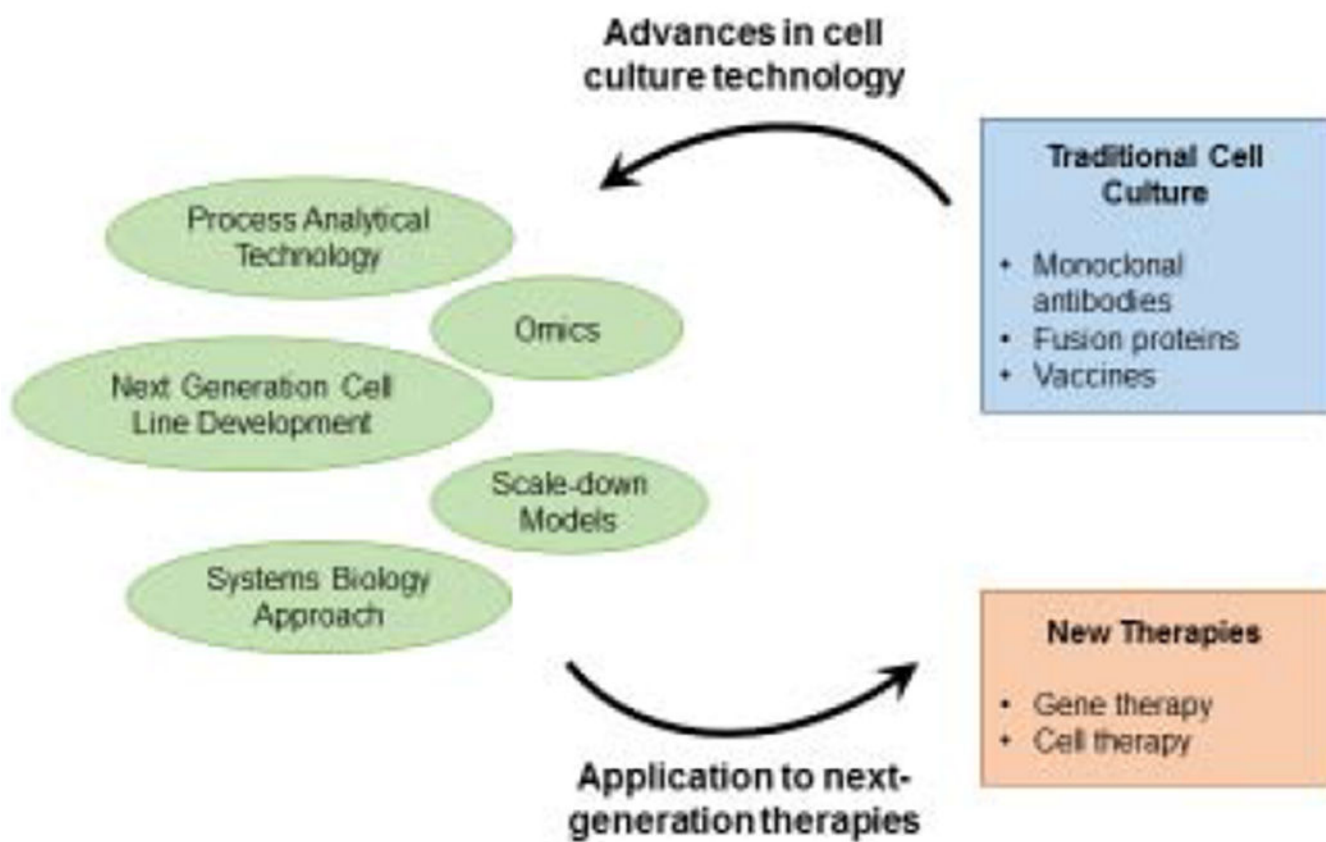 Advances in cell
culture technology
Traditional Cell
Culture
• Monoclonal
antibodies
• Fusion proteins
• Vaccines
Process Analytical
Technology
Omics
Next Generation Cell
Line Development
Scale-down
Models
Systems Biology
Approach
New Therapies
• Gene therapy
• Cell therapy
Application to next-
generation therapies